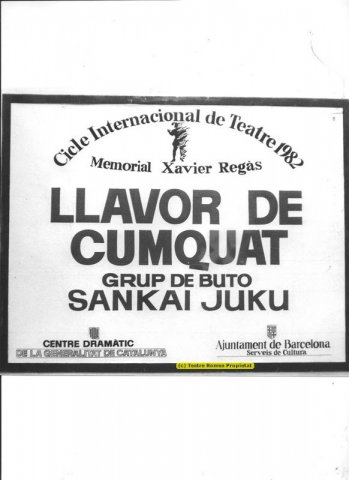 Cicle Internacional de Teatre 1982
Memorial Xavier Regàs
LLAVOR DE
CUMQUAT
GRUP DE BUTO
SANKAI JUKU
CENTRE DRAMÀTIC
DE LA GENERALITAT DE CATALUNYA
Ajuntament de Barcelona
Serveis de Cultura
(c) Teatre Romea Propietat